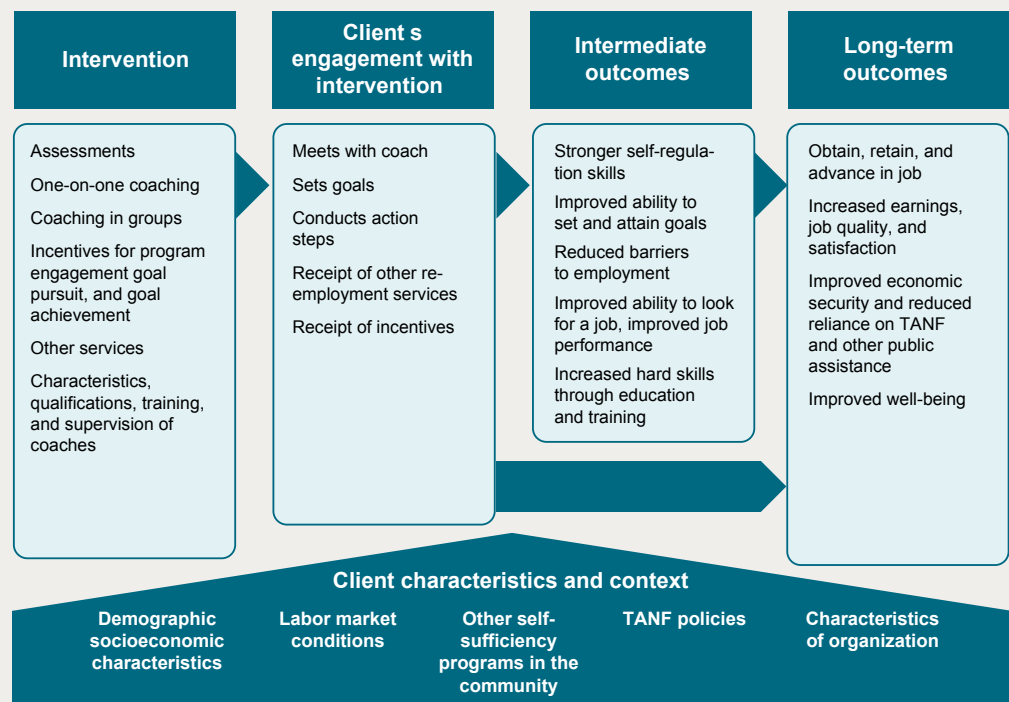 Intervention
Client s
engagement with
intervention
Intermediate
outcomes
Long-term
outcomes
Assessments
One-on-one coaching
Coaching in groups
Incentives for program
engagement goal
pursuit, and goal
achievement
Other services
Characteristics,
qualifications, training,
and supervision of
coaches
Meets with coach
Sets goals
Conducts action
steps
Receipt of other re-
employment services
Receipt of incentives
Stronger self-regula-
tion skills
Improved ability to
set and attain goals
Reduced barriers
to employment
Improved ability to look
for a job, improved job
performance
Increased hard skills
through education
and training
Obtain, retain, and
advance in job
Increased earnings,
job quality, and
satisfaction
Improved economic
security and reduced
reliance on TANF
and other public
assistance
Improved well-being
Client characteristics and context
Demographic
socioeconomic
characteristics
Labor market
conditions
Other self-
sufficiency
programs in the
community
TANF policies
Characteristics
of organization